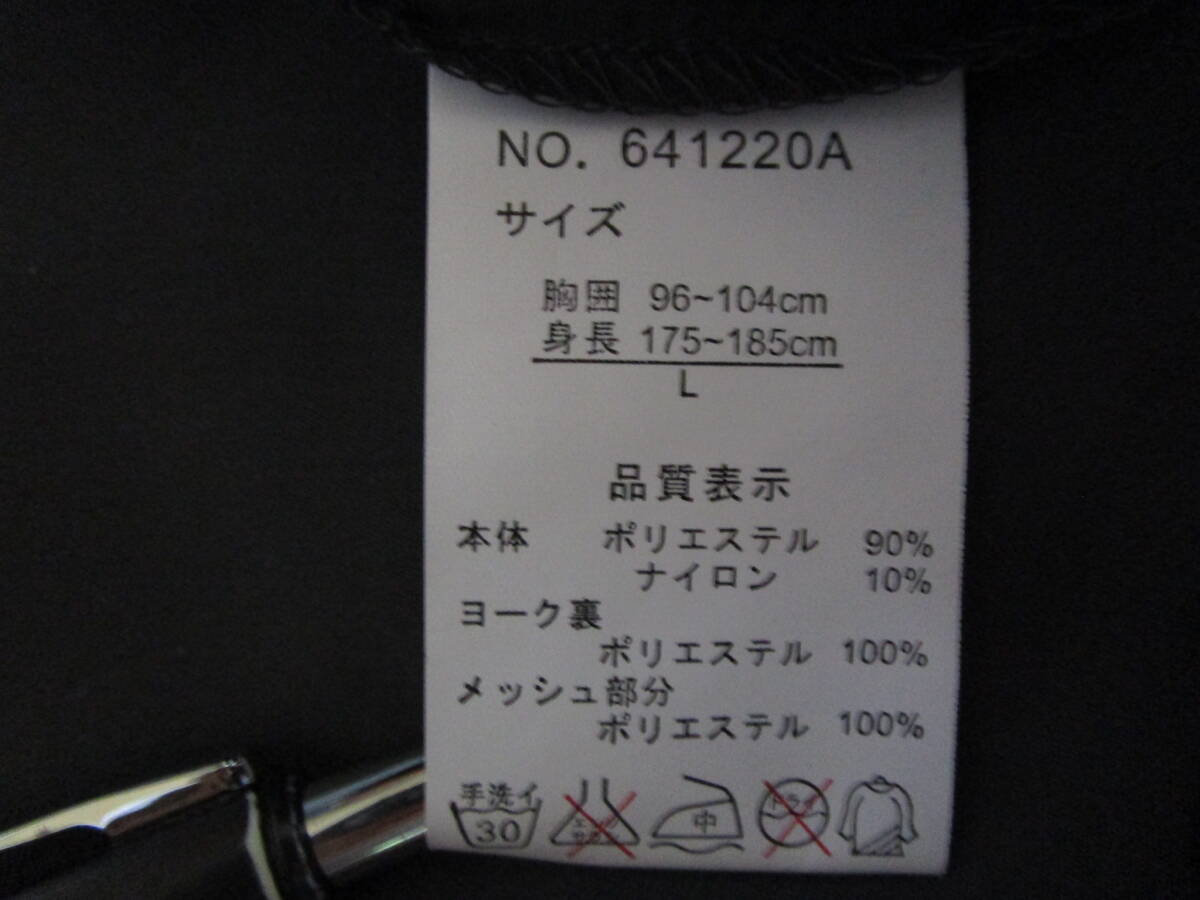 NO. 641220A
サイズ
胸囲 96~104cm
身長 175~185cm
L
品質表示
本体 ポリエステル 90%
ナイロン 10%
ヨーク裏
ポリエステル 100%
メッシュ部分
ポリエステル 100%
手洗イ
30
中
ドライ